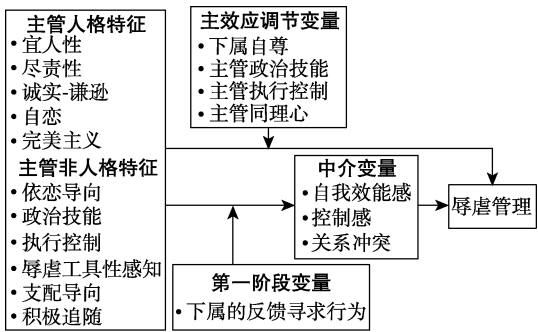 主管人格特征
• 宜人性
• 尽责性
• 诚实-谦逊
• 自恋
• 完美主义
主管非人格特征
• 依恋导向
• 政治技能
• 执行控制
• 辱虐工具性感知
• 支配导向
• 积极追随
主效应调节变量
• 下属自尊
• 主管政治技能
• 主管执行控制
• 主管同理心
中介变量
• 自我效能感
• 控制感
• 关系冲突
辱虐管理
第一阶段变量
• 下属的反馈寻求行为